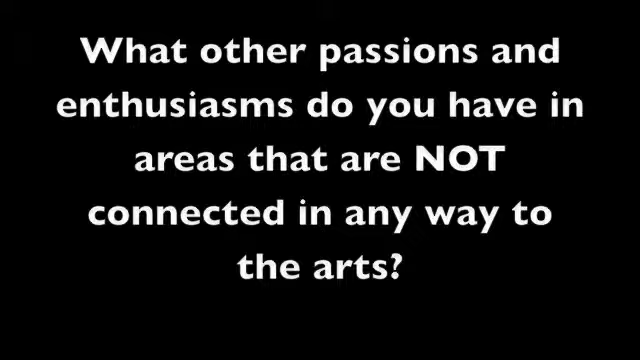 What other passions and
enthusiasms do you have in
areas that are NOT
connected in any way to
the arts?